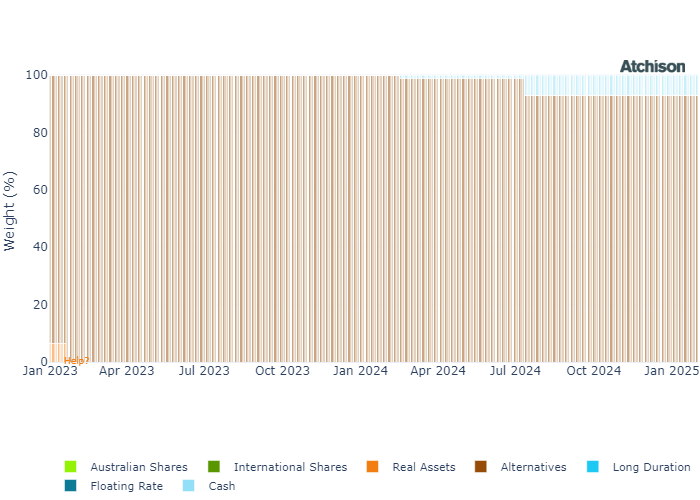 Atchison
100
80
60
40
20
0
Weight (%)
Help?
Jan 2023 Apr 2023 Jul 2023 Oct 2023 Jan 2024 Apr 2024 Jul 2024 Oct 2024 Jan 2025
Australian Shares International Shares Real Assets Alternatives Long Duration
Floating Rate Cash